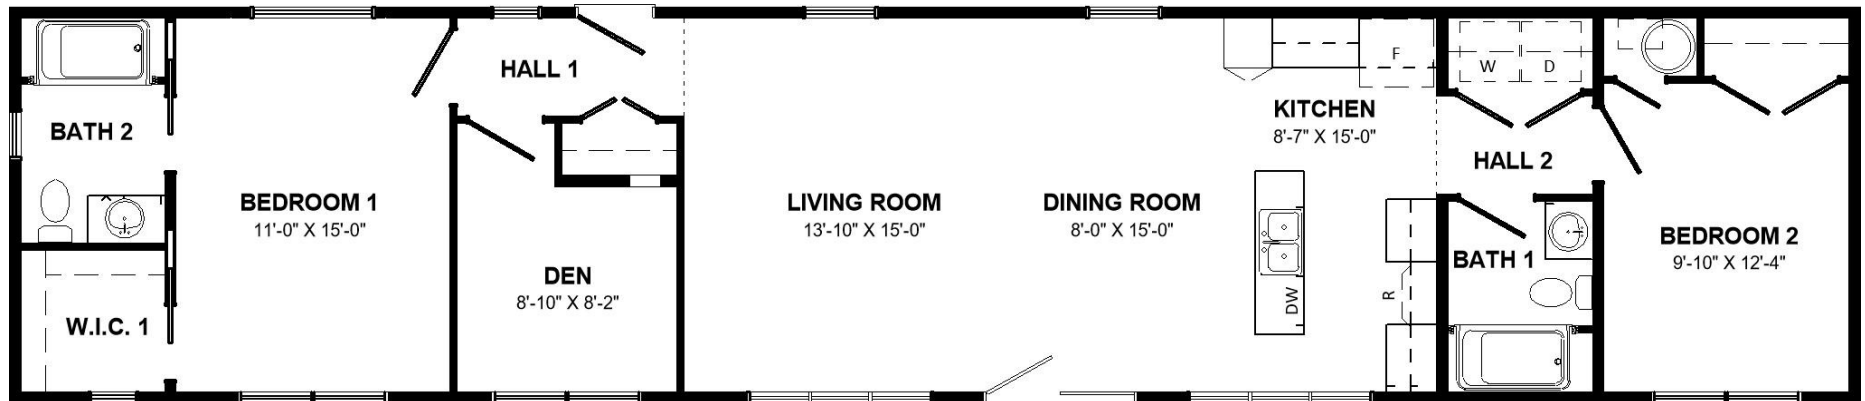 BATH 2
W.I.C. 1
BEDROOM 1
11'-0" X 15'-0"
HALL 1
DEN
8'-10" X 8'-2"
LIVING ROOM
13'-10" X 15'-0"
DINING ROOM
8'-0" X 15'-0"
KITCHEN
8'-7" X 15'-0"
F
DW
R
W
D
HALL 2
BATH 1
BEDROOM 2
9'-10" X 12'-4"